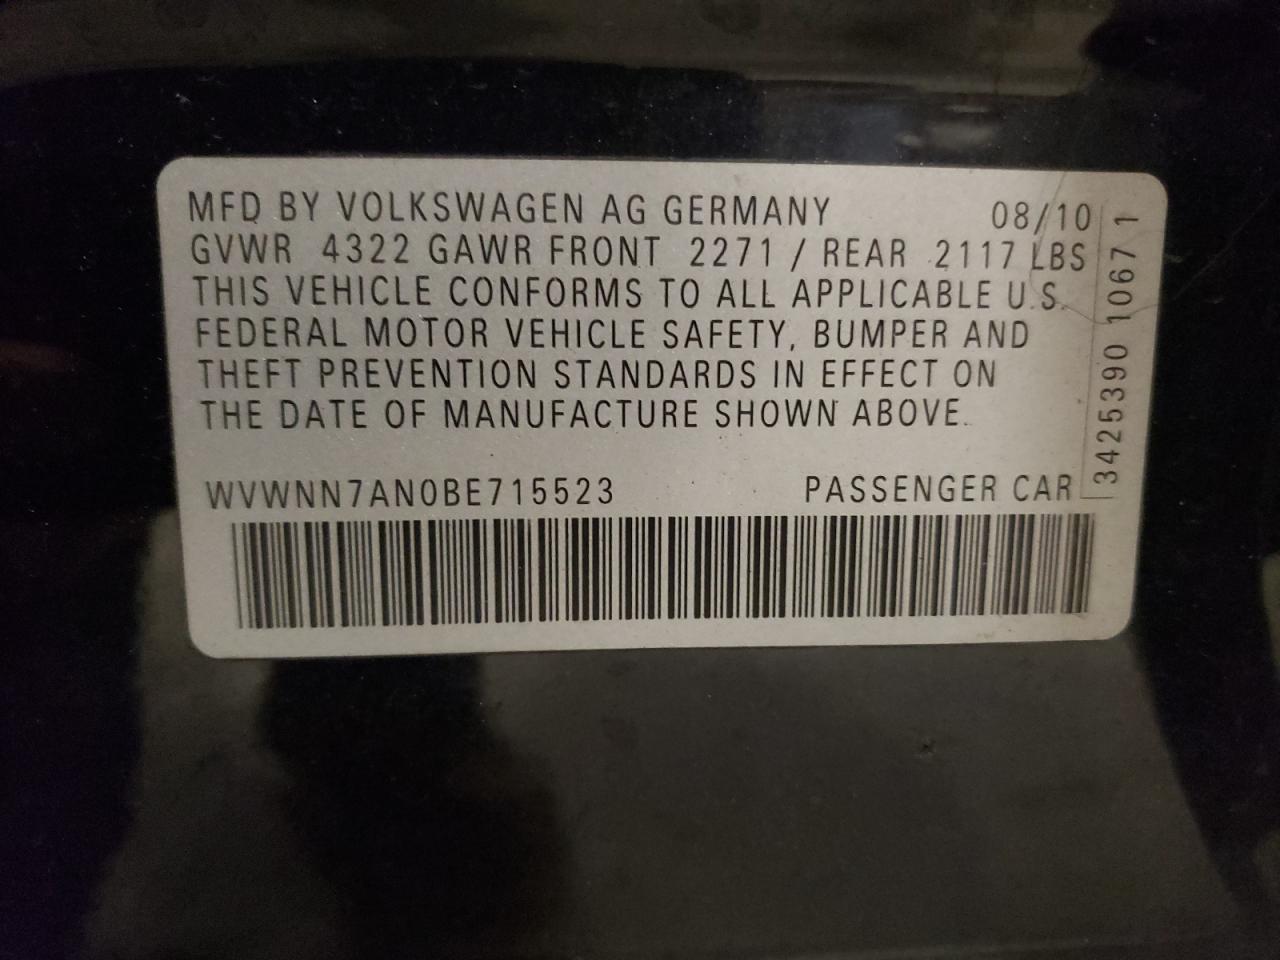 MFD BY VOLKSWAGEN AG GERMANY 08/10
GVWR 4322 GAWR FRONT 2271 / REAR 2117 LBS
THIS VEHICLE CONFORMS TO ALL APPLICABLE U.S.
FEDERAL MOTOR VEHICLE SAFETY, BUMPER AND
THEFT PREVENTION STANDARDS IN EFFECT ON
THE DATE OF MANUFACTURE SHOWN ABOVE.
WVWNN7AN0BE715523 PASSENGER CAR
3425390 10671